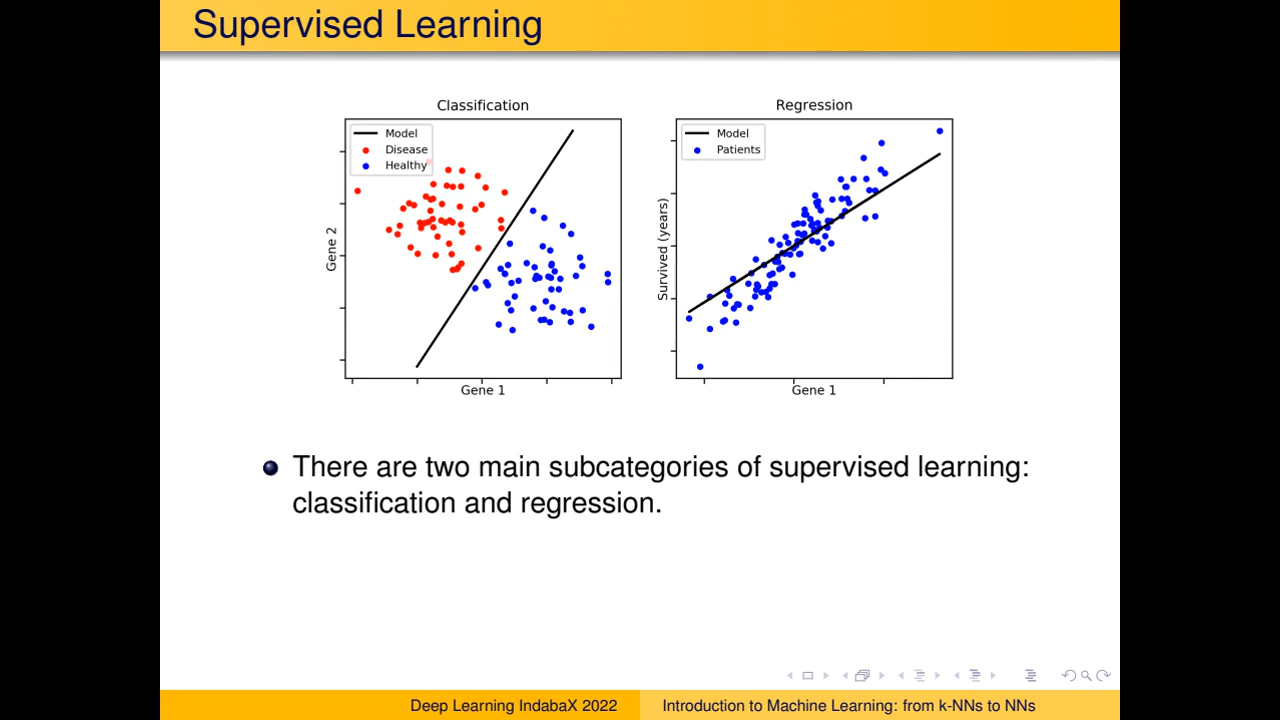 Supervised Learning
Classification
Model
Disease
Healthy
Gene 2
Gene 1
Regression
Model
Patients
Survived (years)
Gene 1
There are two main subcategories of supervised learning:
classification and regression.
Deep Learning IndabaX 2022
Introduction to Machine Learning: from k-NNs to NNs